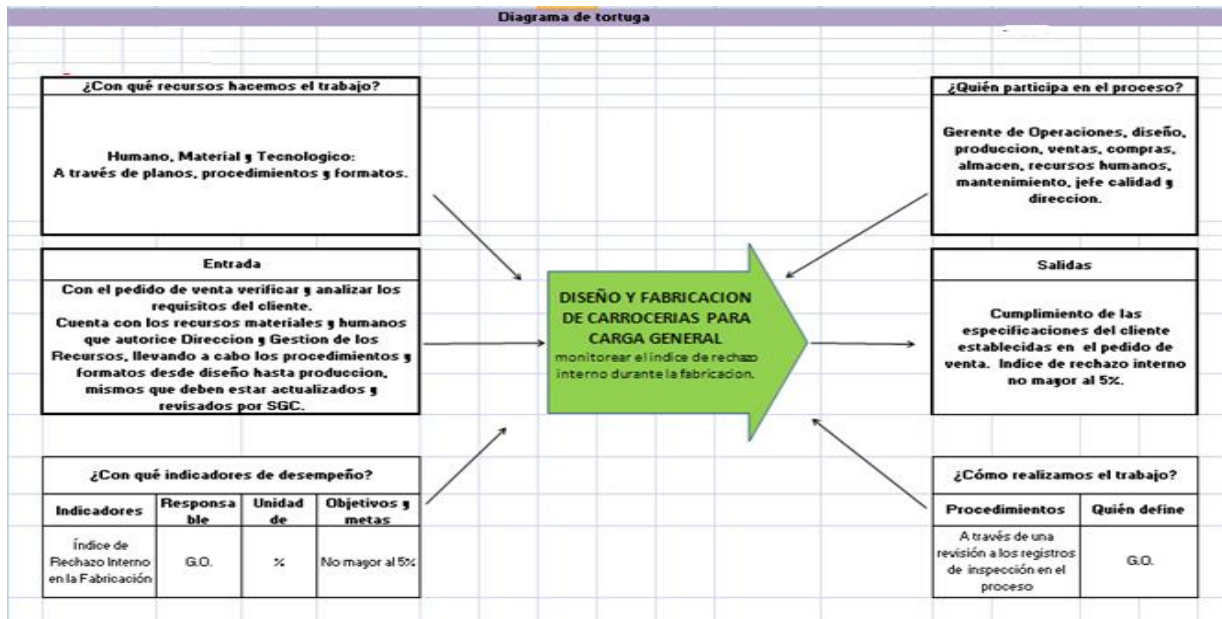 Diagrama de tortuga
¿Con qué recursos hacemos el trabajo?
Humano, Material y Tecnologico:
A través de planos, procedimientos y formatos.
¿Quién participa en el proceso?
Gerente de Operaciones, diseño,
produccion, ventas, compras,
almacen, recursos humanos,
mantenimiento, jefe calidad y
direccion.
Entrada
Con el pedido de venta verificar y analizar los
requisitos del cliente.
Cuenta con los recursos materiales y humanos
que autorice Direccion y Gestion de los
Recursos, llevando a cabo los procedimientos y
formatos desde diseño hasta produccion,
mismos que deben estar actualizados y
revisados por SGC.
DISEÑO Y FABRICACION
DE CARROCERIAS PARA
CARGA GENERAL
monitorear el indice de rechazo
interno durante la fabricacion.
Salidas
Cumplimiento de las
especificaciones del cliente
establecidas en el pedido de
venta. Indice de rechazo interno
no mayor al 5%.
¿Con qué indicadores de desempeño?
Indicadores
Responsa
ble
Unidad
de
Objetivos y
metas
Índice de
Rechazo Interno
en la Fabricación
G.O.
%
No mayor al 5%
¿Cómo realizamos el trabajo?
Procedimientos
Quién define
A través de una
revisión a los registros
de inspección en el
proceso
G.O.